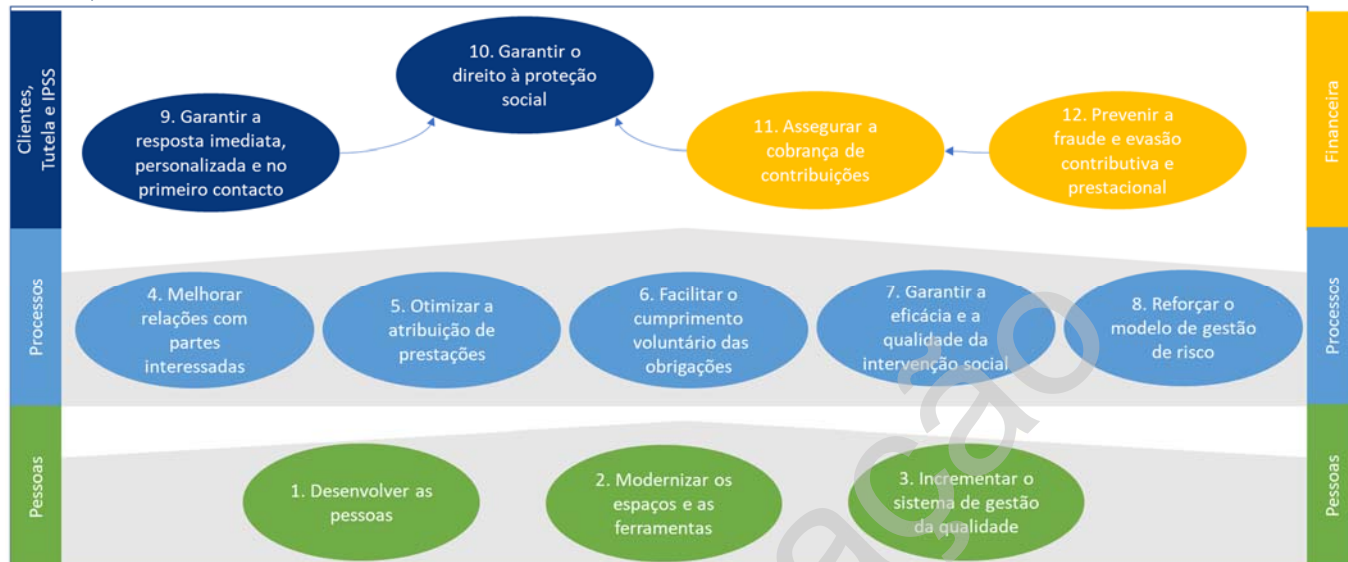 Clientes,
Tutela e IPSS
10. Garantir o
direito à proteção
social
9. Garantir a
resposta imediata,
personalizada e no
primeiro contacto
11. Assegurar a
cobrança de
contribuições
12. Prevenir a
fraude e evasão
contributiva e
prestacional
Financeira
Processos
4. Melhorar
relações com
partes
interessadas
5. Otimizar a
atribuição de
prestações
6. Facilitar o
cumprimento
voluntário das
obrigações
7. Garantir a
eficácia e a
qualidade da
intervenção social
8. Reforçar o
modelo de gestão
de risco
Processos
Pessoas
1. Desenvolver as
pessoas
2. Modernizar os
espaços e as
ferramentas
3. Incrementar o
sistema de gestão
da qualidade
Pessoas